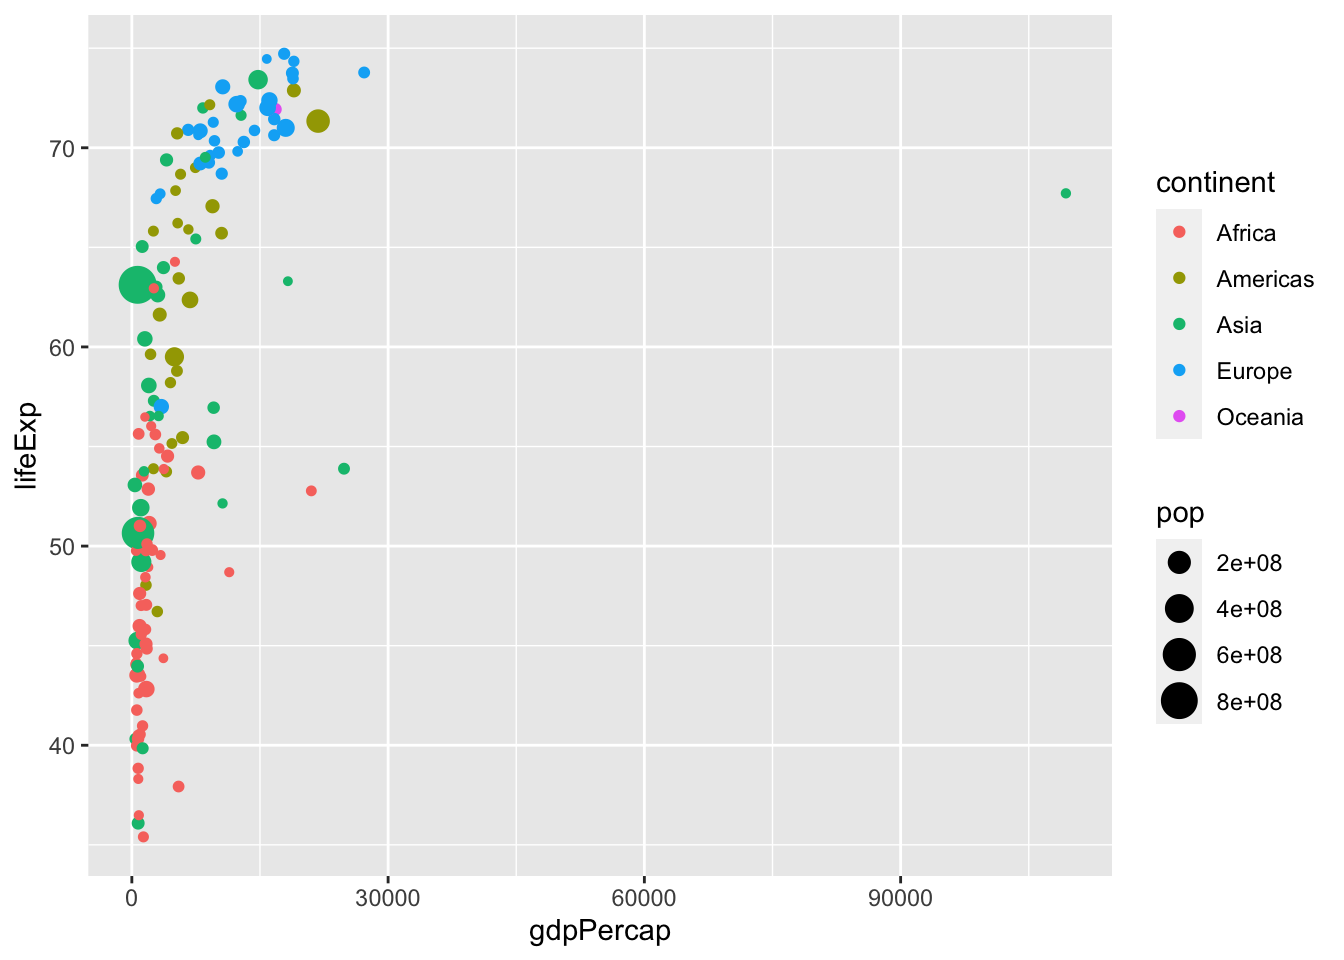 70
60
50
40
lifeExp
0
30000
60000
90000
gdpPercap
continent
Africa
Americas
Asia
Europe
Oceania
pop
2e+08
4e+08
6e+08
8e+08